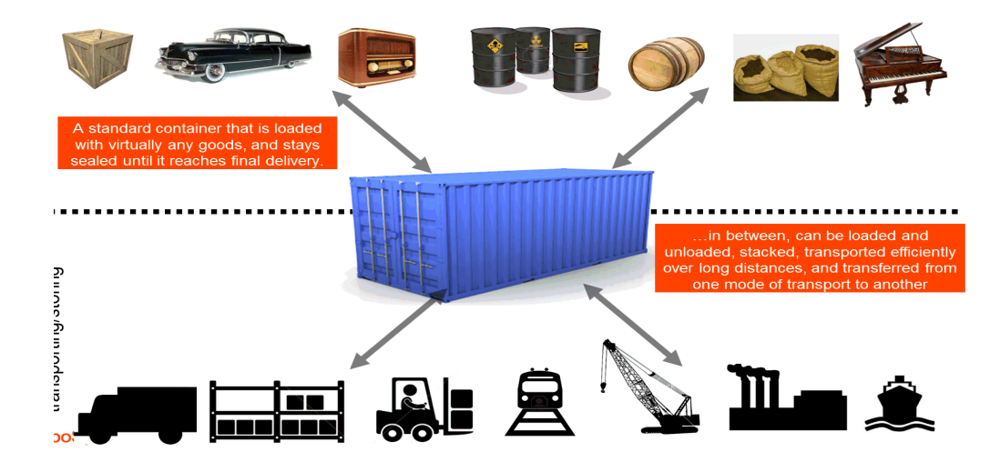 A standard container that is loaded
with virtually any goods, and stays
sealed until it reaches final delivery.
…in between, can be loaded and
unloaded, stacked, transported efficiently
over long distances, and transferred from
one mode of transport to another